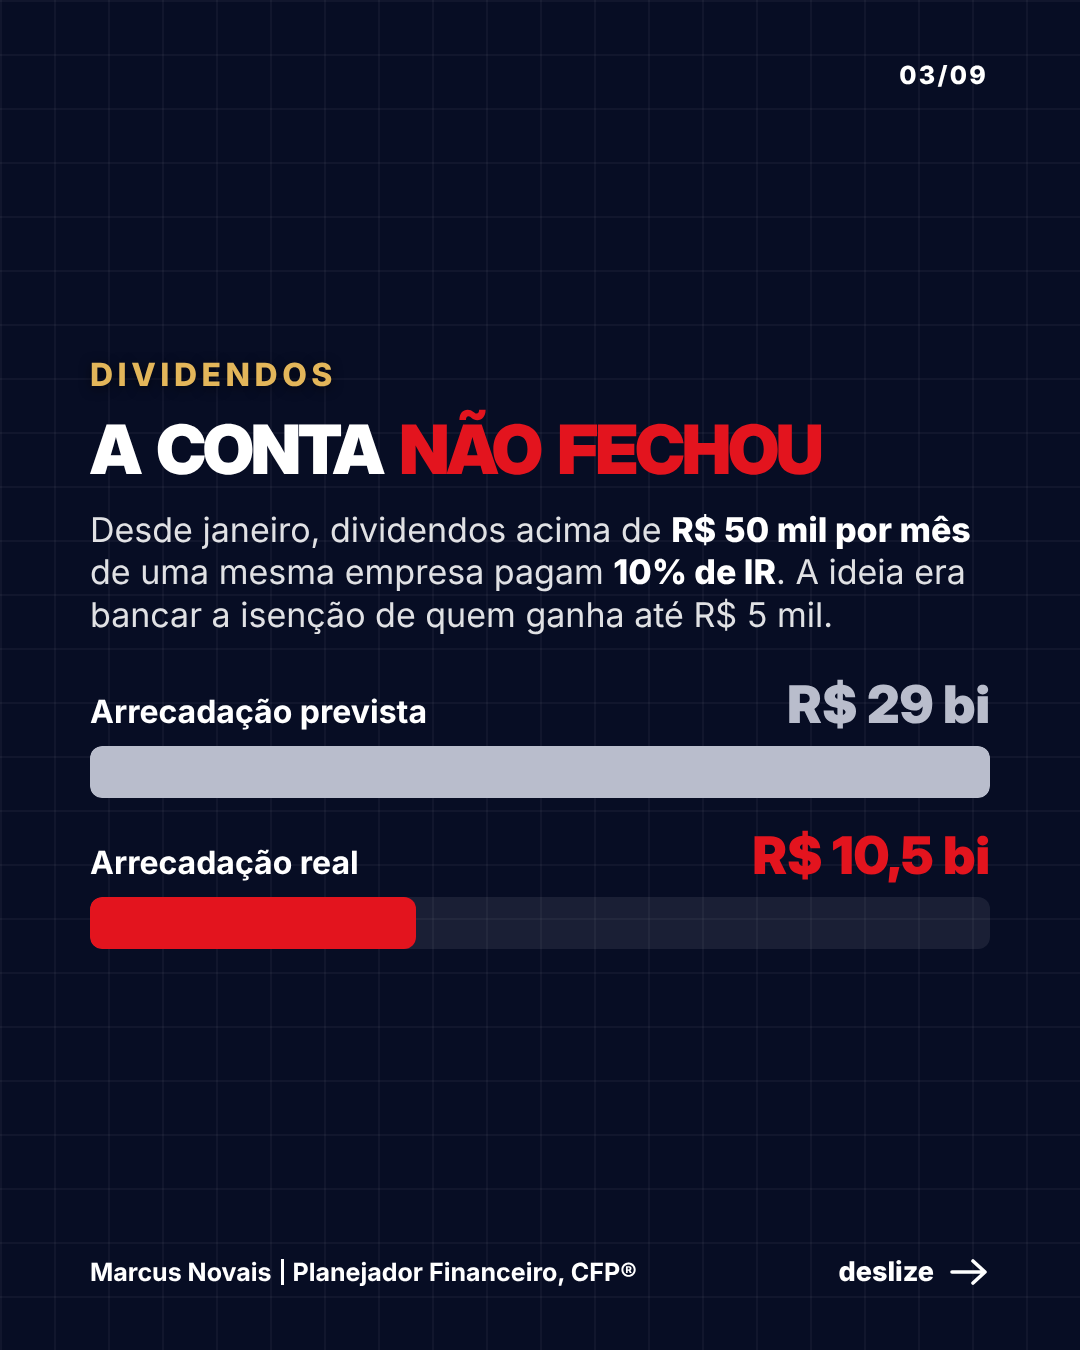 03/09
DIVIDENDOS
A CONTA NÃO FECHOU
Desde janeiro, dividendos acima de R$ 50 mil por mês
de uma mesma empresa pagam 10% de IR. A ideia era
bancar a isenção de quem ganha até R$ 5 mil.
Arrecadação prevista R$ 29 bi
Arrecadação real R$ 10,5 bi
Marcus Novais | Planejador Financeiro, CFP® deslize →